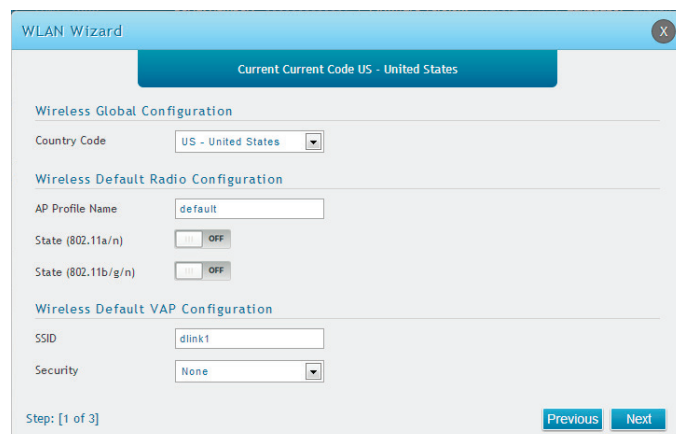 WLAN Wizard
X
Current Current Code US - United States
Wireless Global Configuration
Country Code US - United States
Wireless Default Radio Configuration
AP Profile Name default
State (802.11a/n) OFF
State (802.11b/g/n) OFF
Wireless Default VAP Configuration
SSID dlink1
Security None
Step: [1 of 3] Previous Next